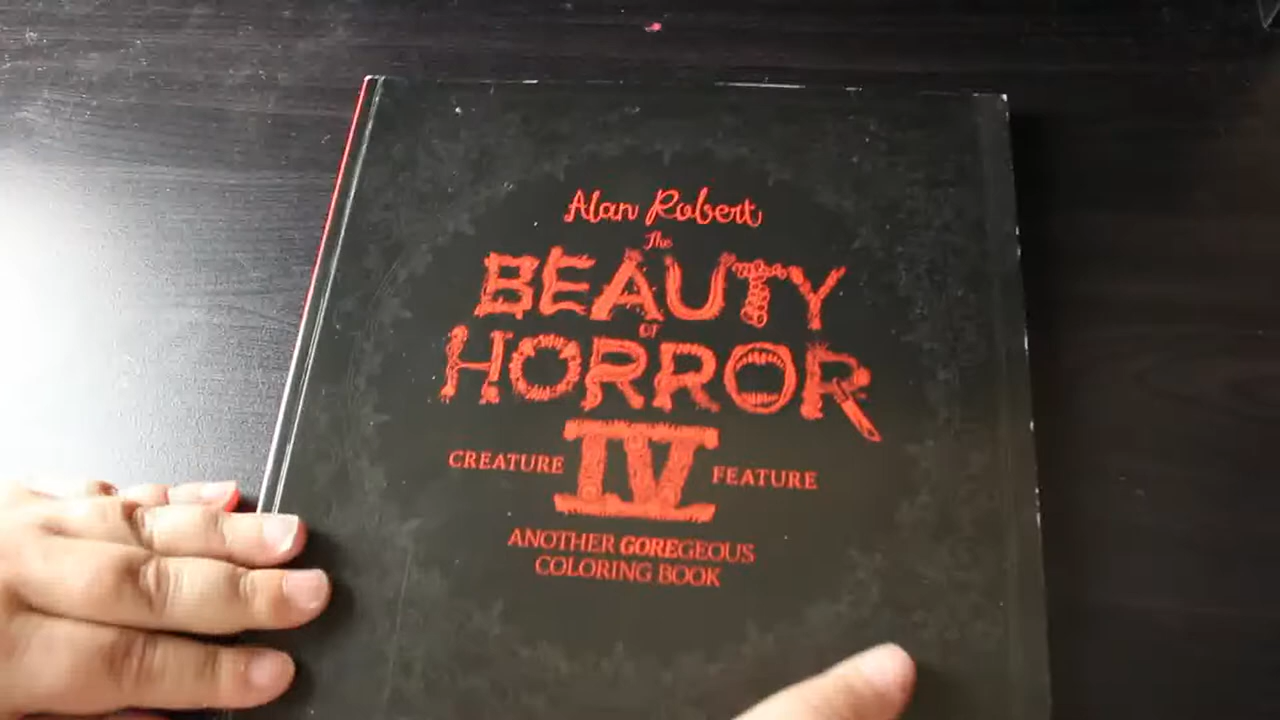 Alan Robert
The
BEAUTY
OF
HORROR
CREATURE IV FEATURE
ANOTHER GOREGEOUS
COLORING BOOK